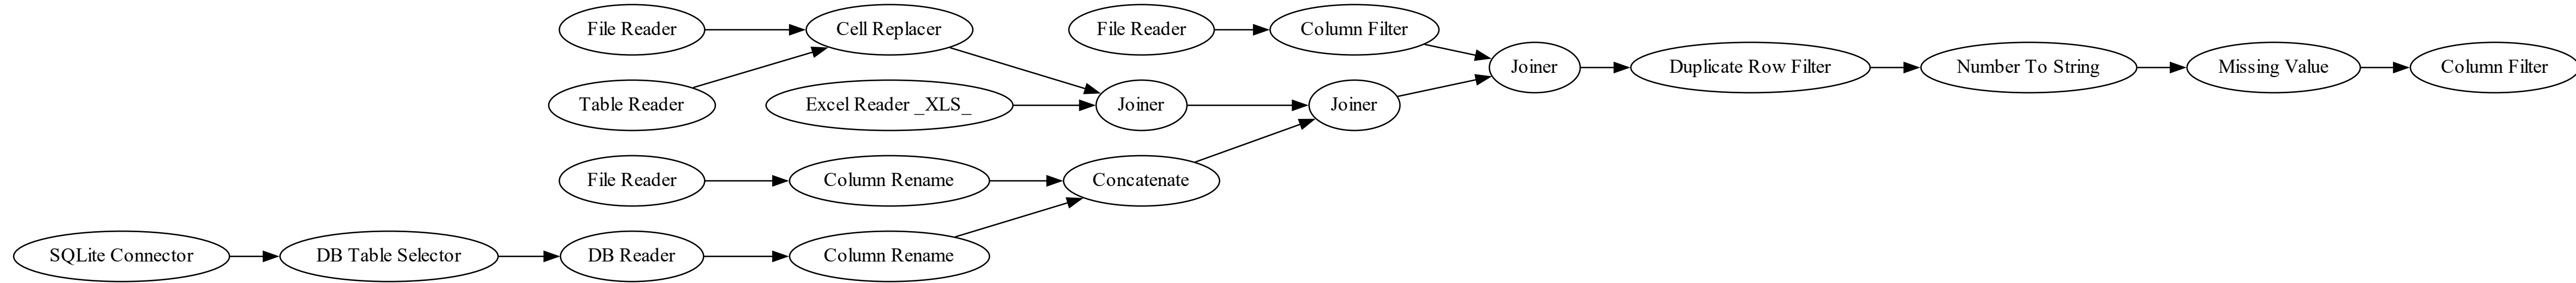 File Reader
Cell Replacer
File Reader
Column Filter
Joiner
Duplicate Row Filter
Number To String
Missing Value
Column Filter
Table Reader
Excel Reader _XLS_
Joiner
Joiner
File Reader
Column Rename
Concatenate
SQLite Connector
DB Table Selector
DB Reader
Column Rename